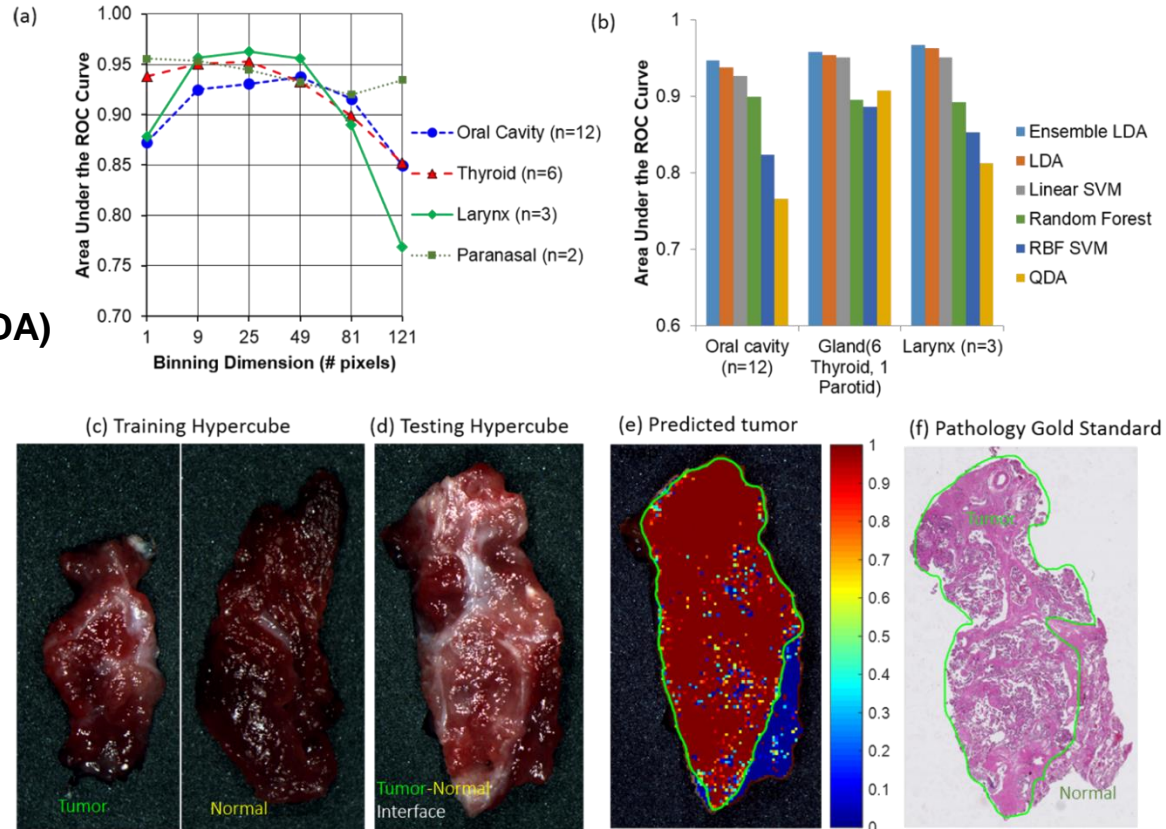 (a)
Area Under the ROC Curve
1.00
0.95
0.90
0.85
0.80
0.75
0.70
1 9 25 49 81 121
Binning Dimension (# pixels)
Oral Cavity (n=12)
Thyroid (n=6)
Larynx (n=3)
Paranasal (n=2)
(b)
Area Under the ROC Curve
1
0.9
0.8
0.7
0.6
Oral cavity
(n=12)
Gland(6
Thyroid, 1
Parotid)
Larynx (n=3)
Ensemble LDA
LDA
Linear SVM
Random Forest
RBF SVM
QDA
DA)
(c) Training Hypercube
Tumor
Normal
(d) Testing Hypercube
Tumor-Normal
Interface
(e) Predicted tumor
1
0.9
0.8
0.7
0.6
0.5
0.4
0.3
0.2
0.1
0
(f) Pathology Gold Standard
Tumor
Normal